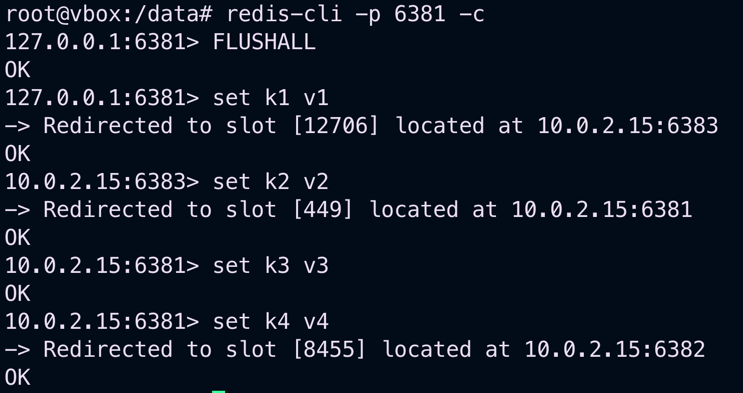 root@vbox:/data# redis-cli -p 6381 -c
127.0.0.1:6381> FLUSHALL
OK
127.0.0.1:6381> set k1 v1
-> Redirected to slot [12706] located at 10.0.2.15:6383
OK
10.0.2.15:6383> set k2 v2
-> Redirected to slot [449] located at 10.0.2.15:6381
OK
10.0.2.15:6381> set k3 v3
OK
10.0.2.15:6381> set k4 v4
-> Redirected to slot [8455] located at 10.0.2.15:6382
OK